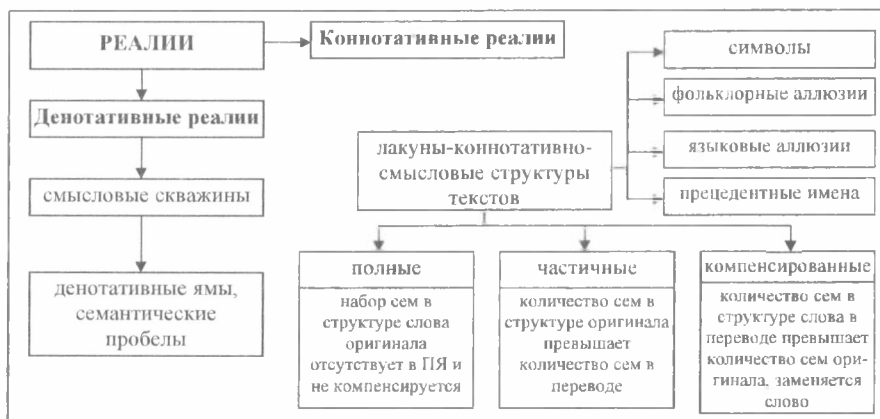 РЕАЛИИ
Коннотативные реалии
Денотативные реалии
смысловые скважины
денотативные ямы,
семантические
пробелы
лакуны-коннотативно-
смысловые структуры
текстов
символы
фольклорные аллюзии
языковые аллюзии
прецедентные имена
полные
набор сем в
структуре слова
оригинала
отсутствует в ПЯ и
не компенсируется
частичные
количество сем в
структуре оригинала
превышает
количество сем в
переводе
компенсированные
количество сем в
структуре слова в
переводе превышает
количество сем ори-
гинала, заменяется
слово